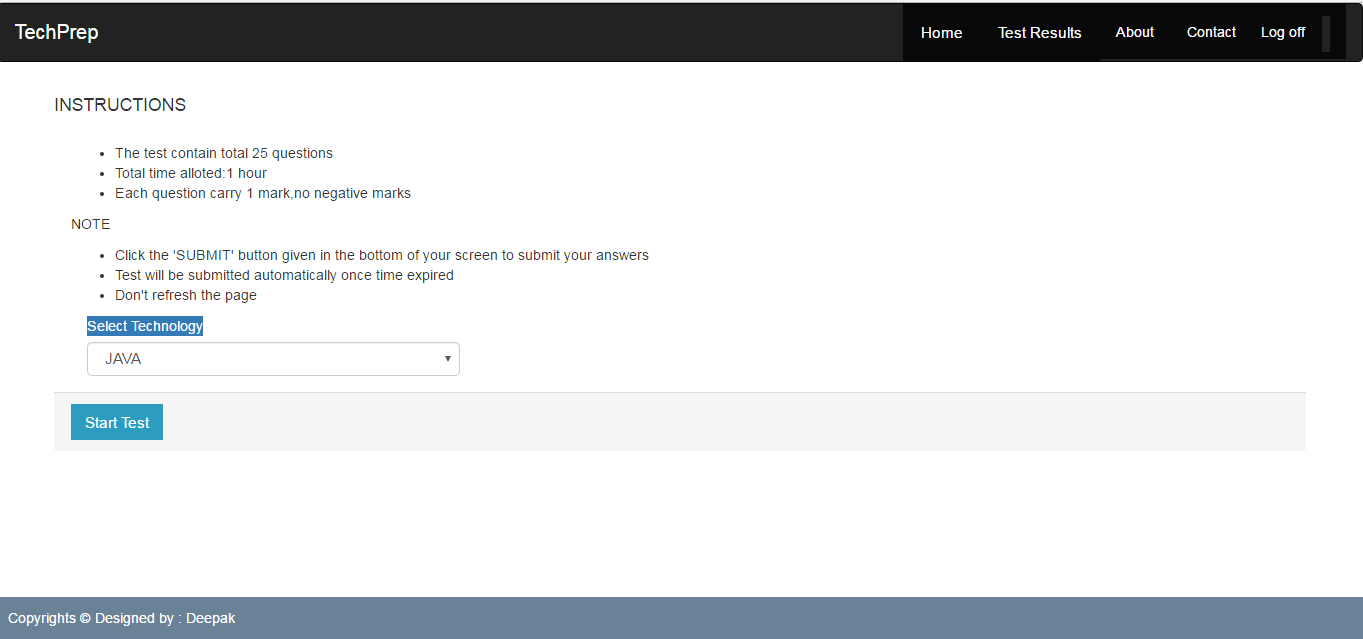 TechPrep Home Test Results About Contact Log off
INSTRUCTIONS
• The test contain total 25 questions
• Total time alloted:1 hour
• Each question carry 1 mark,no negative marks
NOTE
• Click the 'SUBMIT' button given in the bottom of your screen to submit your answers
• Test will be submitted automatically once time expired
• Don't refresh the page
Select Technology
JAVA
Start Test
Copyrights © Designed by : Deepak